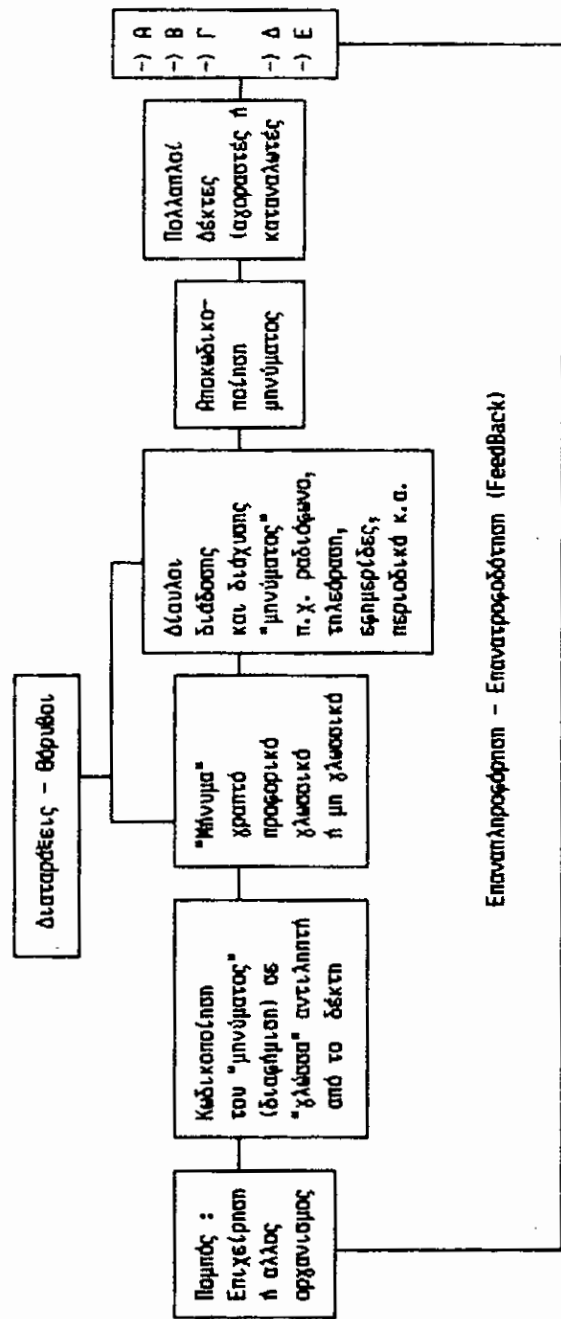 Διαταράξεις - Θόρυβοι
Πομπός :
Επιχείρηση
ή αλλος
οργανισμος
Κωδικοποίηση
του "μηνύματος"
(διαφήμιση) σε
"γλώσσα" αντιληπτή
από το δέκτη
"Μήνυμα"
γραπτό
προφορικό
γλωσσικό
ή μη γλωσσικό
Δίαυλοι
διάδοσης
και διάχυσης
"μηνύματος"
π.χ. ραδιόφωνο,
τηλεόραση,
εφημερίδες,
περιοδικά κ.α.
Αποκωδικο-
ποίηση
μηνύματος
Πολλαπλοί
Δέκτες
(αγοραστές ή
καταναλωτές
-) Α
-) Β
-) Γ
-) Δ
-) Ε
Επαναπληροφόρηση - Επανατροφοδότηση (FeedBack)